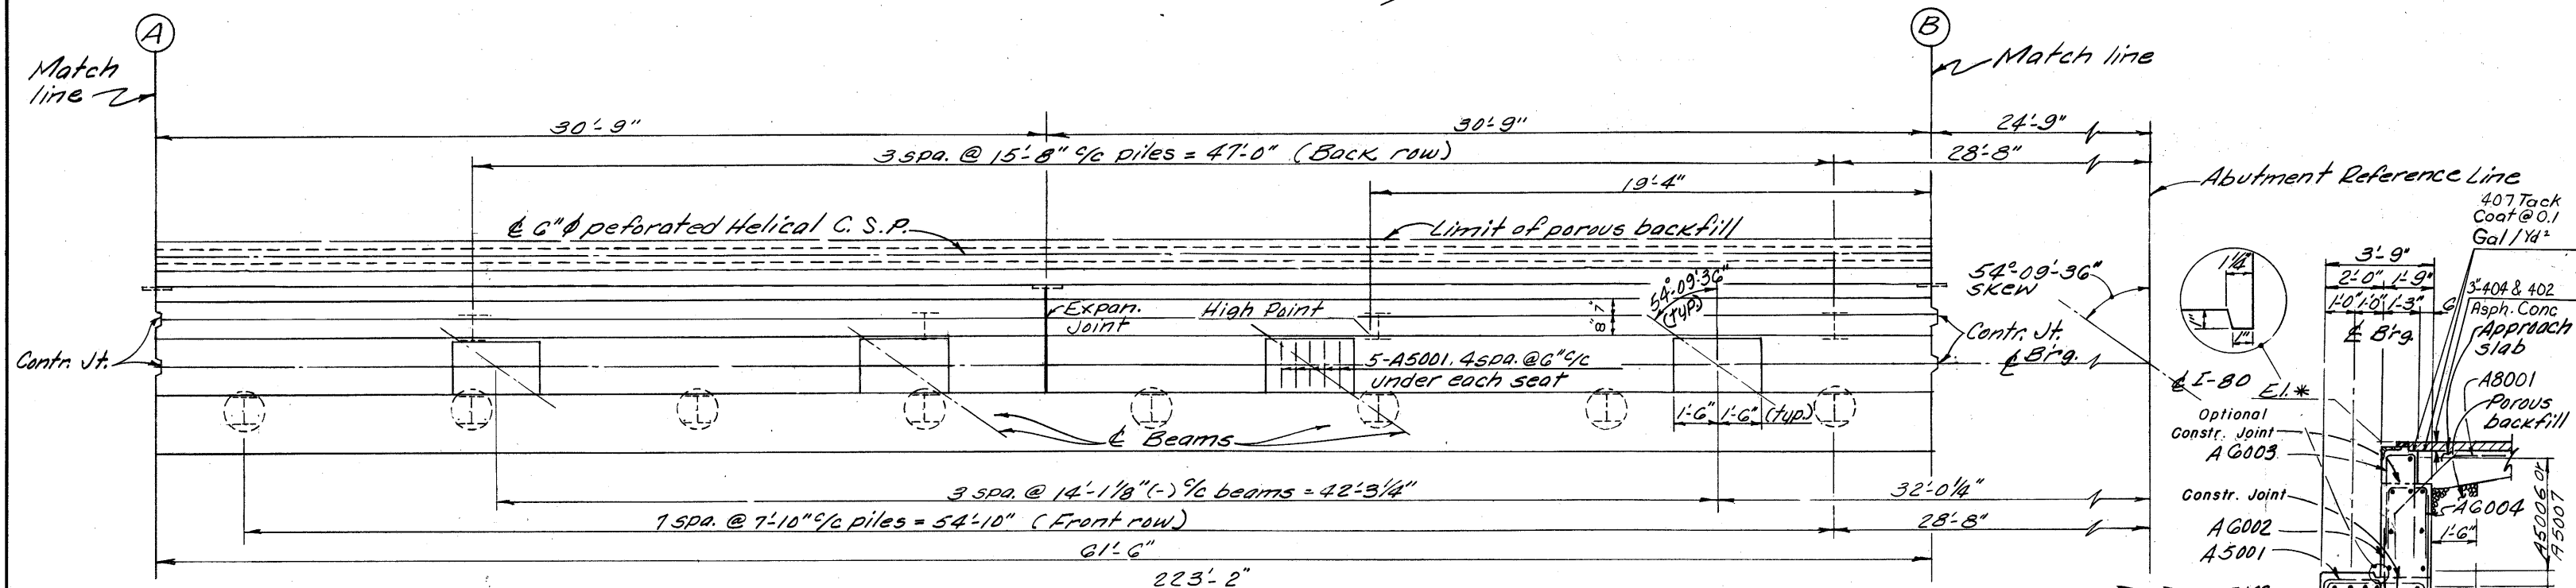 A
B
Match
line
Match line
30'-9"
30'-9"
24'-9"
3 spa. @ 15'-8" c/c piles = 47'-0" (Back row)
28'-8"
19'-4"
Abutment Reference Line
407 Tack
Coat @ 0.1
Gal / Yd²
℄ 6" ϕ peforated Helical C. S. P.
Limit of porous backfill
3'-9"
2'-0" 1'-9"
1'-0" 1'-0" 1'-3" 6
3" 404 & 402
Asph. Conc
℄ Brg.
Approach
slab
1¼"
1"
2"
54°-09'-36"
SKEW
54°-09'-36"
(typ.)
7"
8"
Expan.
Joint
High Point
Contr. Jt.
Contr. Jt.
℄ Brg.
5-A5001, 4 spa. @ 6" c/c
under each seat
℄ I-80
El. *
A8001
Porous
backfill
1'-6" 1'-6" (typ.)
℄ Beams
Optional
Constr. Joint
A 6003
3 spa. @ 14'-1 1/8" (-) c/c beams = 42'-3 1/4"
32'-0 1/4"
Constr. Joint
A6004
7 spa. @ 7'-10" c/c piles = 54'-10" (Front row)
28'-8"
A 6002
1'-6"
A5006 or
A5007
61'-6"
A 5001
223'-2"